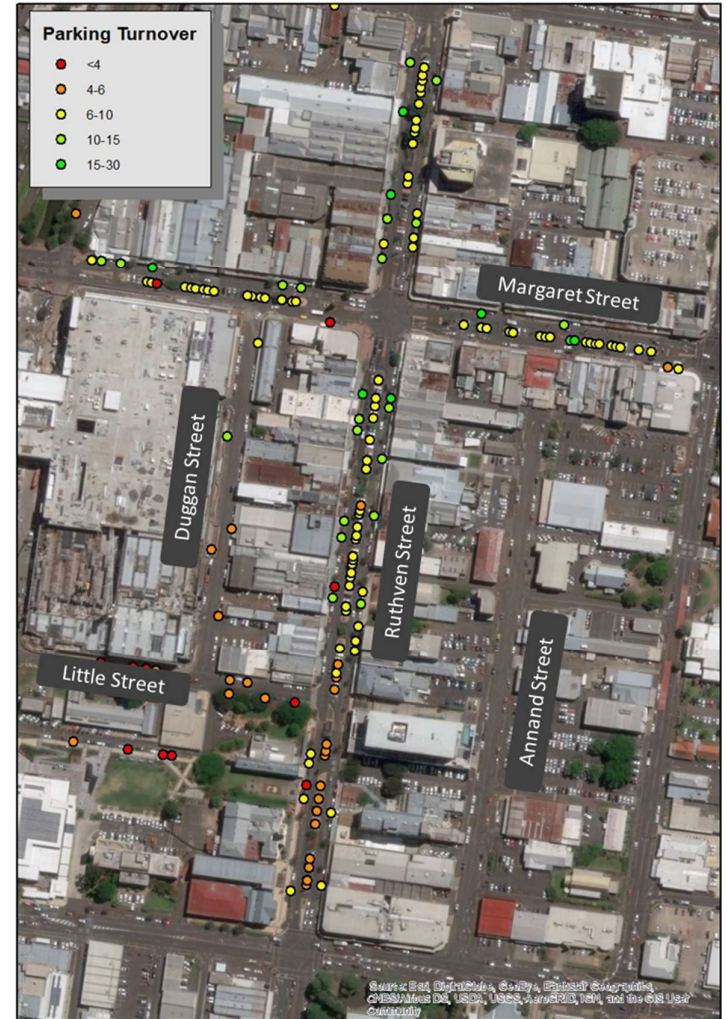 Parking Turnover
<4
4-6
6-10
10-15
15-30
Margaret Street
Duggan Street
Ruthven Street
Little Street
Annand Street
Source: Esri, DigitalGlobe, GeoEye, Earthstar Geographics,
CNES/Airbus DS, USDA, USGS, AeroGRID, IGN, and the GIS User
Community